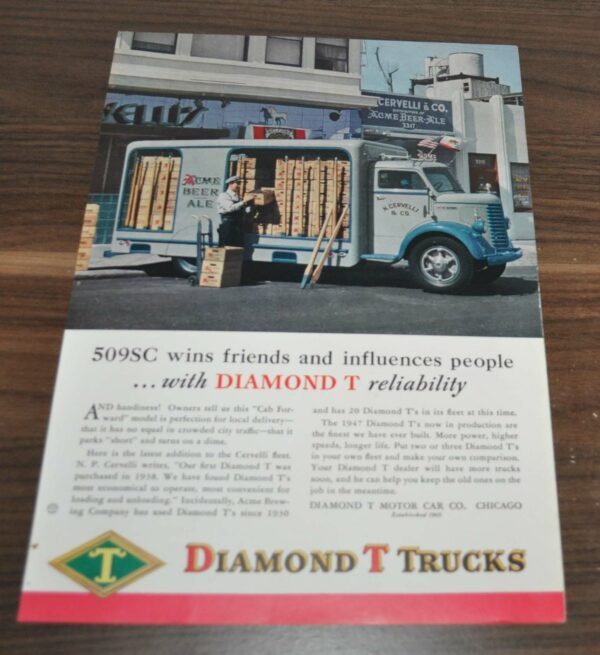 CERVELLI & CO.
ACME BEER-ALE
3317
ACME
BEER
ALE
N. CERVELLI
& CO.
509SC wins friends and influences people
...with DIAMOND T reliability
AND handiness! Owners tell us this "Cab For-
ward" model is perfection for local delivery—
that it has no equal in crowded city traffic—that it
parks "short" and turns on a dime.
Here is the latest addition to the Cervelli fleet.
N. P. Cervelli writes, "Our first Diamond T was
purchased in 1938. We have found Diamond T's
most economical to operate, most convenient for
loading and unloading." Incidentally, Acme Brew-
ing Company has used Diamond T's since 1930
and has 20 Diamond T's in its fleet at this time.
The 1947 Diamond T's now in production are
the finest we have ever built. More power, higher
speeds, longer life. Put two or three Diamond T's
in your own fleet and make your own comparison.
Your Diamond T dealer will have more trucks
soon, and he can help you keep the old ones on the
job in the meantime.
DIAMOND T MOTOR CAR CO. CHICAGO
Established 1905
T
DIAMOND T TRUCKS